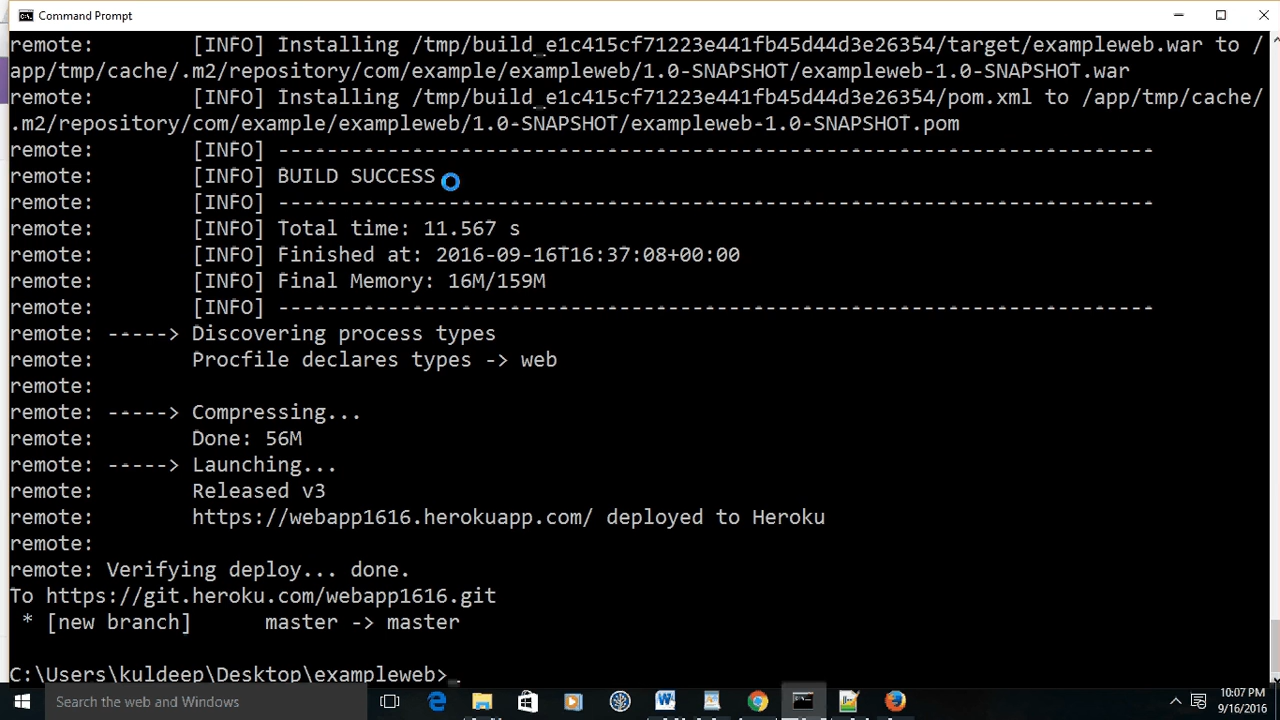 Command Prompt
remote:        [INFO] Installing /tmp/build_e1c415cf71223e441fb45d44d3e26354/target/exampleweb.war to /
app/tmp/cache/.m2/repository/com/example/exampleweb/1.0-SNAPSHOT/exampleweb-1.0-SNAPSHOT.war
remote:        [INFO] Installing /tmp/build_e1c415cf71223e441fb45d44d3e26354/pom.xml to /app/tmp/cache/
.m2/repository/com/example/exampleweb/1.0-SNAPSHOT/exampleweb-1.0-SNAPSHOT.pom
remote:        [INFO] ------------------------------------------------------------------------
remote:        [INFO] BUILD SUCCESS
remote:        [INFO] ------------------------------------------------------------------------
remote:        [INFO] Total time: 11.567 s
remote:        [INFO] Finished at: 2016-09-16T16:37:08+00:00
remote:        [INFO] Final Memory: 16M/159M
remote:        [INFO] ------------------------------------------------------------------------
remote: -----> Discovering process types
remote:        Procfile declares types -> web
remote:
remote: -----> Compressing...
remote:        Done: 56M
remote: -----> Launching...
remote:        Released v3
remote:        https://webapp1616.herokuapp.com/ deployed to Heroku
remote:
remote: Verifying deploy... done.
To https://git.heroku.com/webapp1616.git
 * [new branch]      master -> master
C:\Users\kuldeep\Desktop\exampleweb>_
Search the web and Windows
10:07 PM
9/16/2016